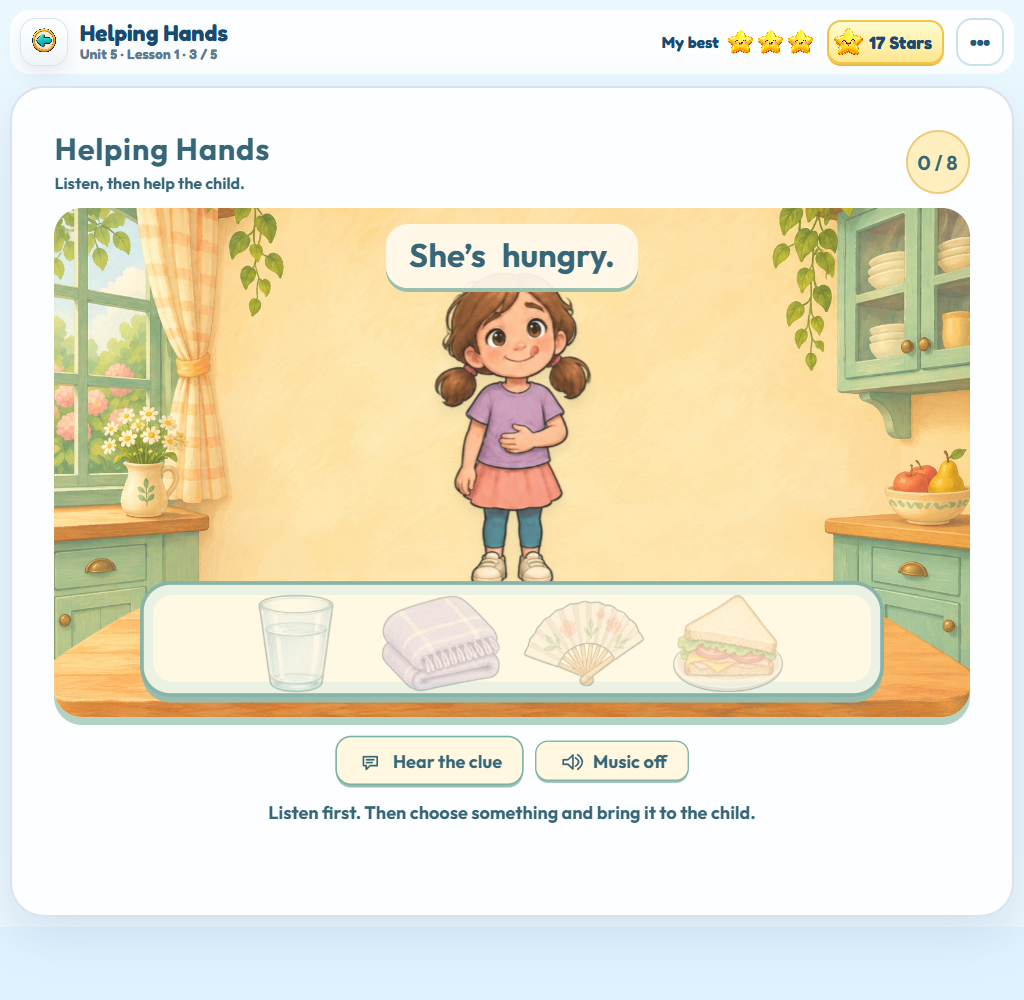 Helping Hands
Unit 5 · Lesson 1 · 3 / 5
My best
17 Stars
Helping Hands
Listen, then help the child.
0 / 8
She’s hungry.
Hear the clue
Music off
Listen first. Then choose something and bring it to the child.